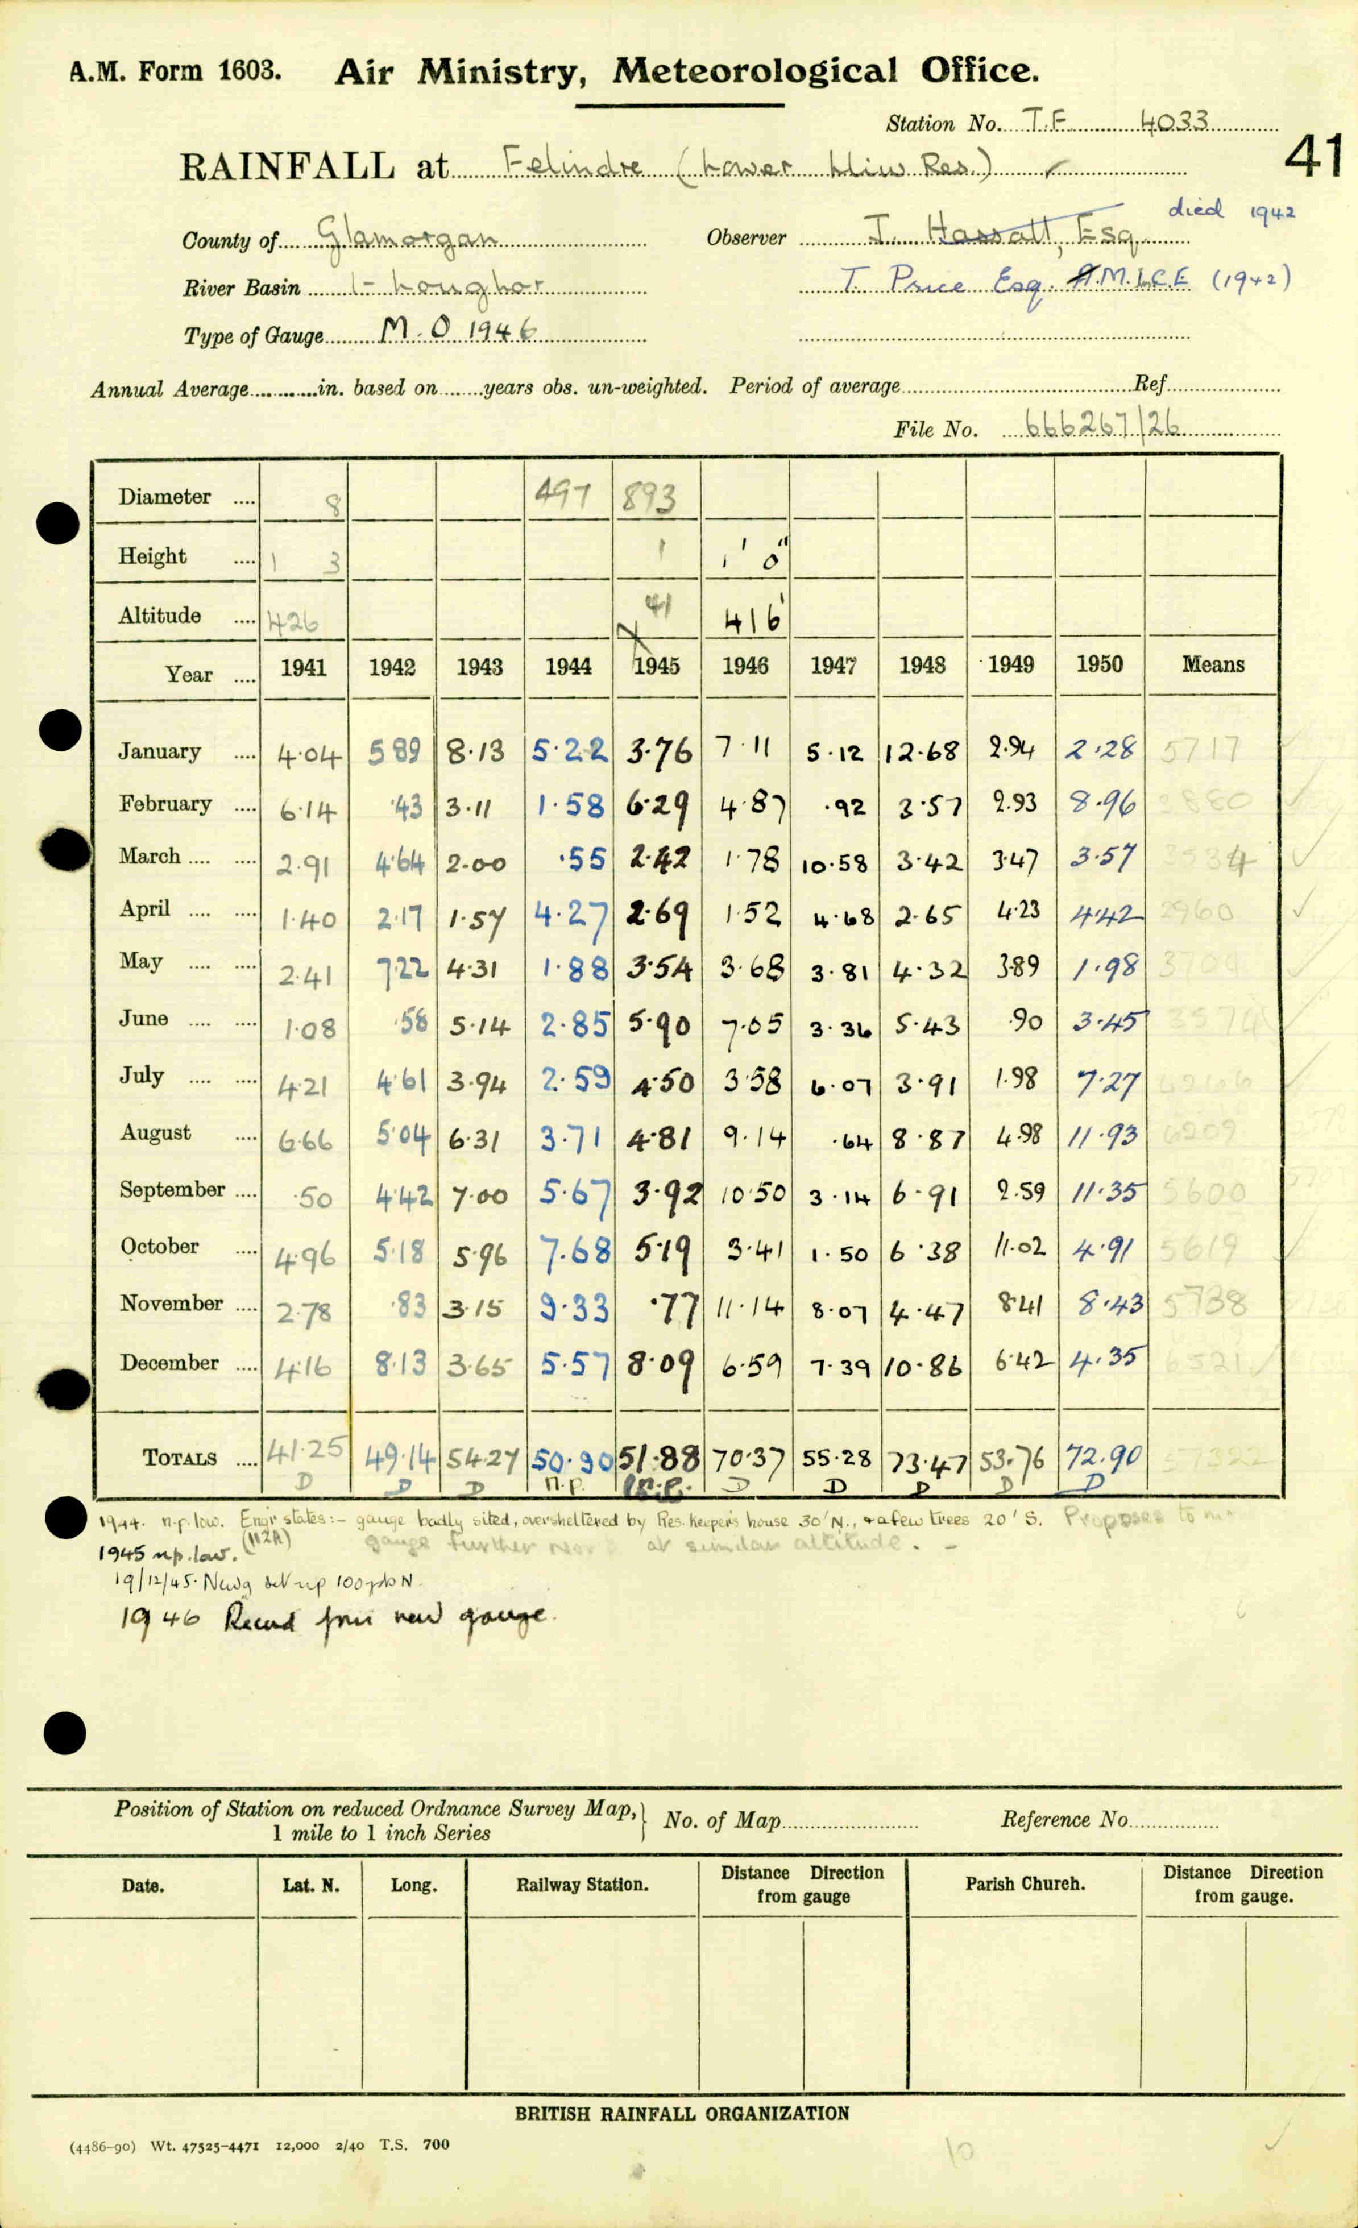 A.M. Form 1603. Air Ministry, Meteorological Office.
Station No. T.F. 4033
41
RAINFALL at Felindre (Lower Lliw Res.) ✓
died 1942
County of Glamorgan Observer J. Hassall, Esq.
River Basin Loughor T. Price Esq. A.M.I.C.E (1942)
Type of Gauge M.O 1946
Annual Average in. based on years obs. un-weighted. Period of average Ref
File No. 666267/26
Diameter .... 8 497 893
Height .... 1 3 1 1' 0"
Altitude .... 426 41 416'
Year .... 1941 1942 1943 1944 1945 1946 1947 1948 1949 1950 Means
January .... 4.04 5 89 8.13 5.22 3.76 7.11 5.12 12.68 2.94 2.28 5717
February .... 6.14 .43 3.11 1.58 6.29 4.87 .92 3.57 2.93 8.96 3880
March .... .... 2.91 4.64 2.00 .55 2.42 1.78 10.58 3.42 3.47 3.57 3534
April .... .... 1.40 2.17 1.57 4.27 2.69 1.52 4.68 2.65 4.23 4.42 2960
May .... .... 2.41 7.22 4.31 1.88 3.54 3.68 3.81 4.32 3.89 1.98
June .... .... 1.08 .58 5.14 2.85 5.90 7.05 3.36 5.43 .90 3.45 3574
July .... .... 4.21 4.61 3.94 2.59 4.50 3.58 6.07 3.91 1.98 7.27 4266
August .... 6.66 5.04 6.31 3.71 4.81 9.14 .64 8.87 4.98 11.93 6209
September .... .50 4.42 7.00 5.67 3.92 10.50 3.14 6.91 2.59 11.35 5600
October .... 4.96 5.18 5.96 7.68 5.19 3.41 1.50 6.38 11.02 4.91 5619
November .... 2.78 .83 3.15 9.33 .77 11.14 8.07 4.47 8.41 8.43 5738
December .... 4.16 8.13 3.65 5.57 8.09 6.59 7.39 10.86 6.42 4.35 6521
TOTALS .... 41.25 49.14 54.27 50.90 51.88 70.37 55.28 73.47 53.76 72.90 57322
D D D n.p. n.p. D D D D D
1944. n.p. low. Engr states:- gauge badly sited, oversheltered by Res. keeper's house 30' N., & a few trees 20' S. Proposes to
1945 n.p. low. (M2A) gauge further at similar altitude. -
19/12/45. New g set up 100 yds N.
1946 Record from new gauge.
Position of Station on reduced Ordnance Survey Map, } No. of Map Reference No.
1 mile to 1 inch Series
Date. Lat. N. Long. Railway Station. Distance Direction from gauge Parish Church. Distance Direction from gauge.
BRITISH RAINFALL ORGANIZATION
(4486-90) Wt. 47525-4471 12,000 2/40 T.S. 700
10